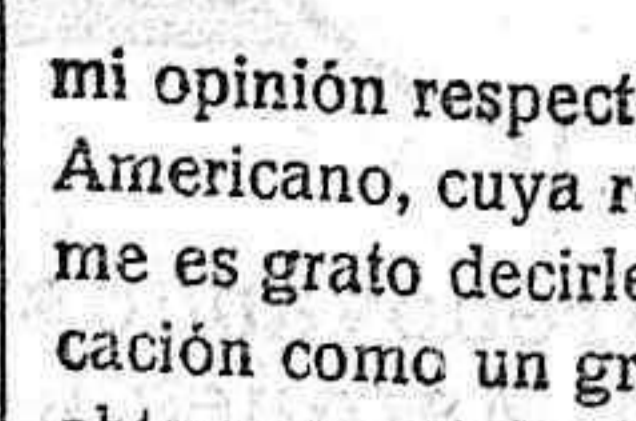 mi opinión respect
Americano, cuya r
me es grato decirle
cación como un gr